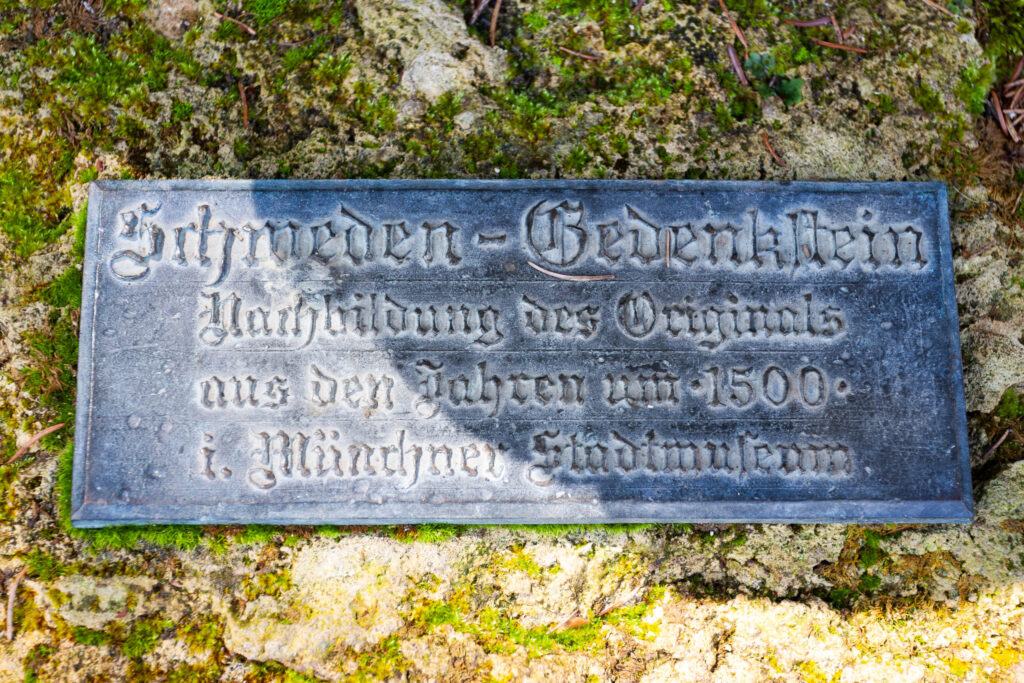 Schweden-Gedenkstein
Nachbildung des Originals
aus den Jahren um·1500·
i. Münchner Stadtmuseum